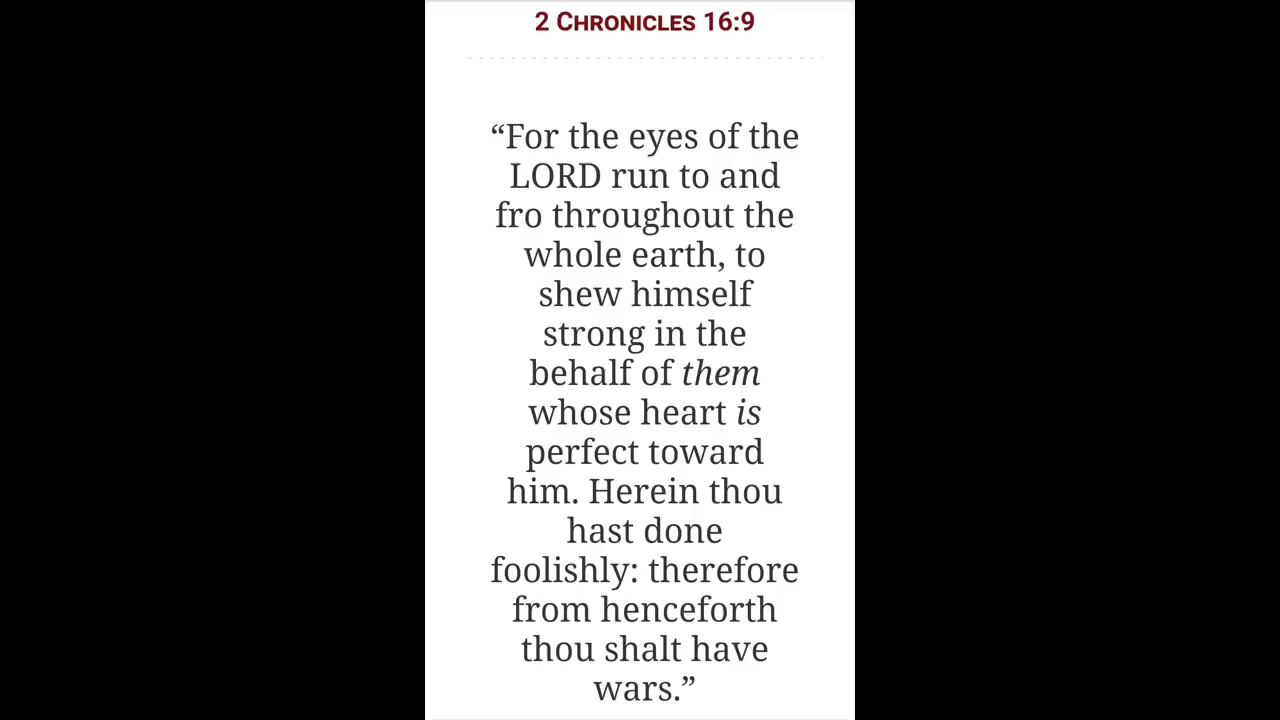 2 Chronicles 16:9
“For the eyes of the
LORD run to and
fro throughout the
whole earth, to
shew himself
strong in the
behalf of them
whose heart is
perfect toward
him. Herein thou
hast done
foolishly: therefore
from henceforth
thou shalt have
wars.”